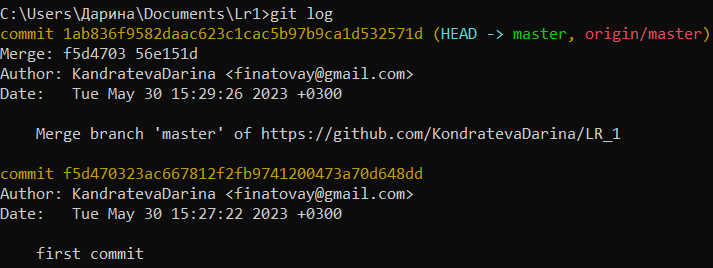 C:\Users\Дарина\Documents\Lr1>git log
commit 1ab836f9582daac623c1cac5b97b9ca1d532571d (HEAD -> master, origin/master)
Merge: f5d4703 56e151d
Author: KandratevaDarina <finatovay@gmail.com>
Date:   Tue May 30 15:29:26 2023 +0300
    Merge branch 'master' of https://github.com/KondratevaDarina/LR_1
commit f5d470323ac667812f2fb9741200473a70d648dd
Author: KandratevaDarina <finatovay@gmail.com>
Date:   Tue May 30 15:27:22 2023 +0300
    first commit